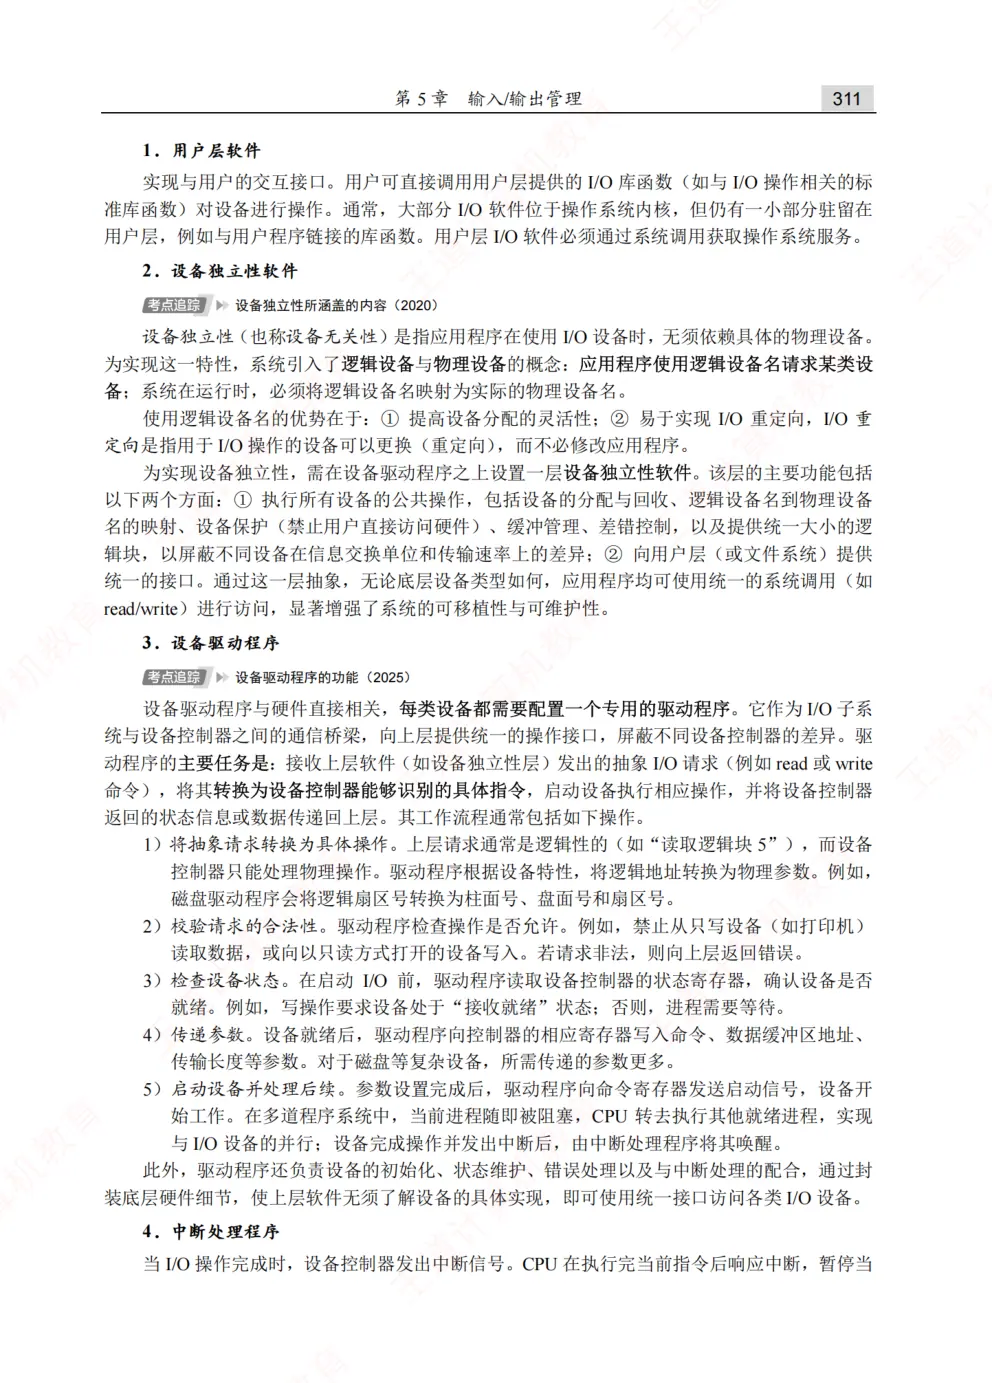 第 5 章　输入/输出管理
311
1．用户层软件
实现与用户的交互接口。用户可直接调用用户层提供的 I/O 库函数（如与 I/O 操作相关的标
准库函数）对设备进行操作。通常，大部分 I/O 软件位于操作系统内核，但仍有一小部分驻留在
用户层，例如与用户程序链接的库函数。用户层 I/O 软件必须通过系统调用获取操作系统服务。
2．设备独立性软件
考点追踪 设备独立性所涵盖的内容（2020）
设备独立性（也称设备无关性）是指应用程序在使用 I/O 设备时，无须依赖具体的物理设备。
为实现这一特性，系统引入了逻辑设备与物理设备的概念：应用程序使用逻辑设备名请求某类设
备；系统在运行时，必须将逻辑设备名映射为实际的物理设备名。
使用逻辑设备名的优势在于：① 提高设备分配的灵活性；② 易于实现 I/O 重定向，I/O 重
定向是指用于 I/O 操作的设备可以更换（重定向），而不必修改应用程序。
为实现设备独立性，需在设备驱动程序之上设置一层设备独立性软件。该层的主要功能包括
以下两个方面：① 执行所有设备的公共操作，包括设备的分配与回收、逻辑设备名到物理设备
名的映射、设备保护（禁止用户直接访问硬件）、缓冲管理、差错控制，以及提供统一大小的逻
辑块，以屏蔽不同设备在信息交换单位和传输速率上的差异；② 向用户层（或文件系统）提供
统一的接口。通过这一层抽象，无论底层设备类型如何，应用程序均可使用统一的系统调用（如
read/write）进行访问，显著增强了系统的可移植性与可维护性。
3．设备驱动程序
考点追踪 设备驱动程序的功能（2025）
设备驱动程序与硬件直接相关，每类设备都需要配置一个专用的驱动程序。它作为 I/O 子系
统与设备控制器之间的通信桥梁，向上层提供统一的操作接口，屏蔽不同设备控制器的差异。驱
动程序的主要任务是：接收上层软件（如设备独立性层）发出的抽象 I/O 请求（例如 read 或 write
命令），将其转换为设备控制器能够识别的具体指令，启动设备执行相应操作，并将设备控制器
返回的状态信息或数据传递回上层。其工作流程通常包括如下操作。
1）将抽象请求转换为具体操作。上层请求通常是逻辑性的（如“读取逻辑块 5”），而设备
控制器只能处理物理操作。驱动程序根据设备特性，将逻辑地址转换为物理参数。例如，
磁盘驱动程序会将逻辑扇区号转换为柱面号、盘面号和扇区号。
2）校验请求的合法性。驱动程序检查操作是否允许。例如，禁止从只写设备（如打印机）
读取数据，或向以只读方式打开的设备写入。若请求非法，则向上层返回错误。
3）检查设备状态。在启动 I/O 前，驱动程序读取设备控制器的状态寄存器，确认设备是否
就绪。例如，写操作要求设备处于“接收就绪”状态；否则，进程需要等待。
4）传递参数。设备就绪后，驱动程序向控制器的相应寄存器写入命令、数据缓冲区地址、
传输长度等参数。对于磁盘等复杂设备，所需传递的参数更多。
5）启动设备并处理后续。参数设置完成后，驱动程序向命令寄存器发送启动信号，设备开
始工作。在多道程序系统中，当前进程随即被阻塞，CPU 转去执行其他就绪进程，实现
与 I/O 设备的并行；设备完成操作并发出中断后，由中断处理程序将其唤醒。
此外，驱动程序还负责设备的初始化、状态维护、错误处理以及与中断处理的配合，通过封
装底层硬件细节，使上层软件无须了解设备的具体实现，即可使用统一接口访问各类 I/O 设备。
4．中断处理程序
当 I/O 操作完成时，设备控制器发出中断信号。CPU 在执行完当前指令后响应中断，暂停当